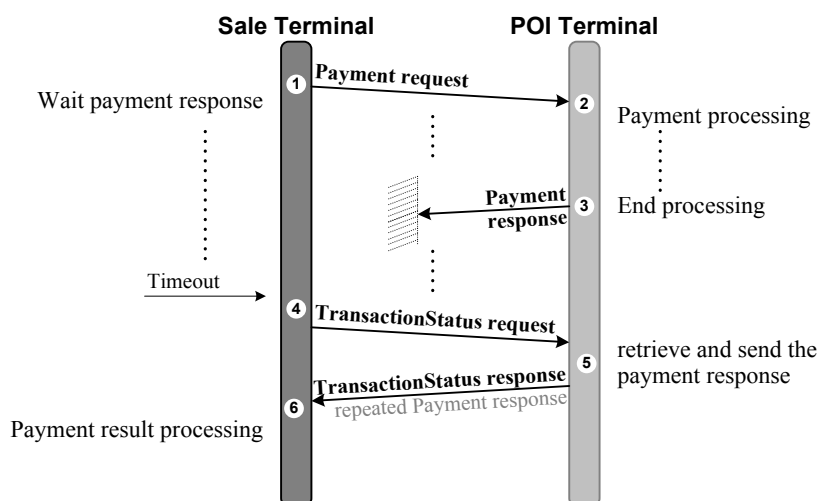 Sale Terminal
POI Terminal
1
Payment request
Wait payment response
2
Payment processing
Payment
response
3
End processing
Timeout
4
TransactionStatus request
5
retrieve and send the
payment response
TransactionStatus response
6
repeated Payment response
Payment result processing